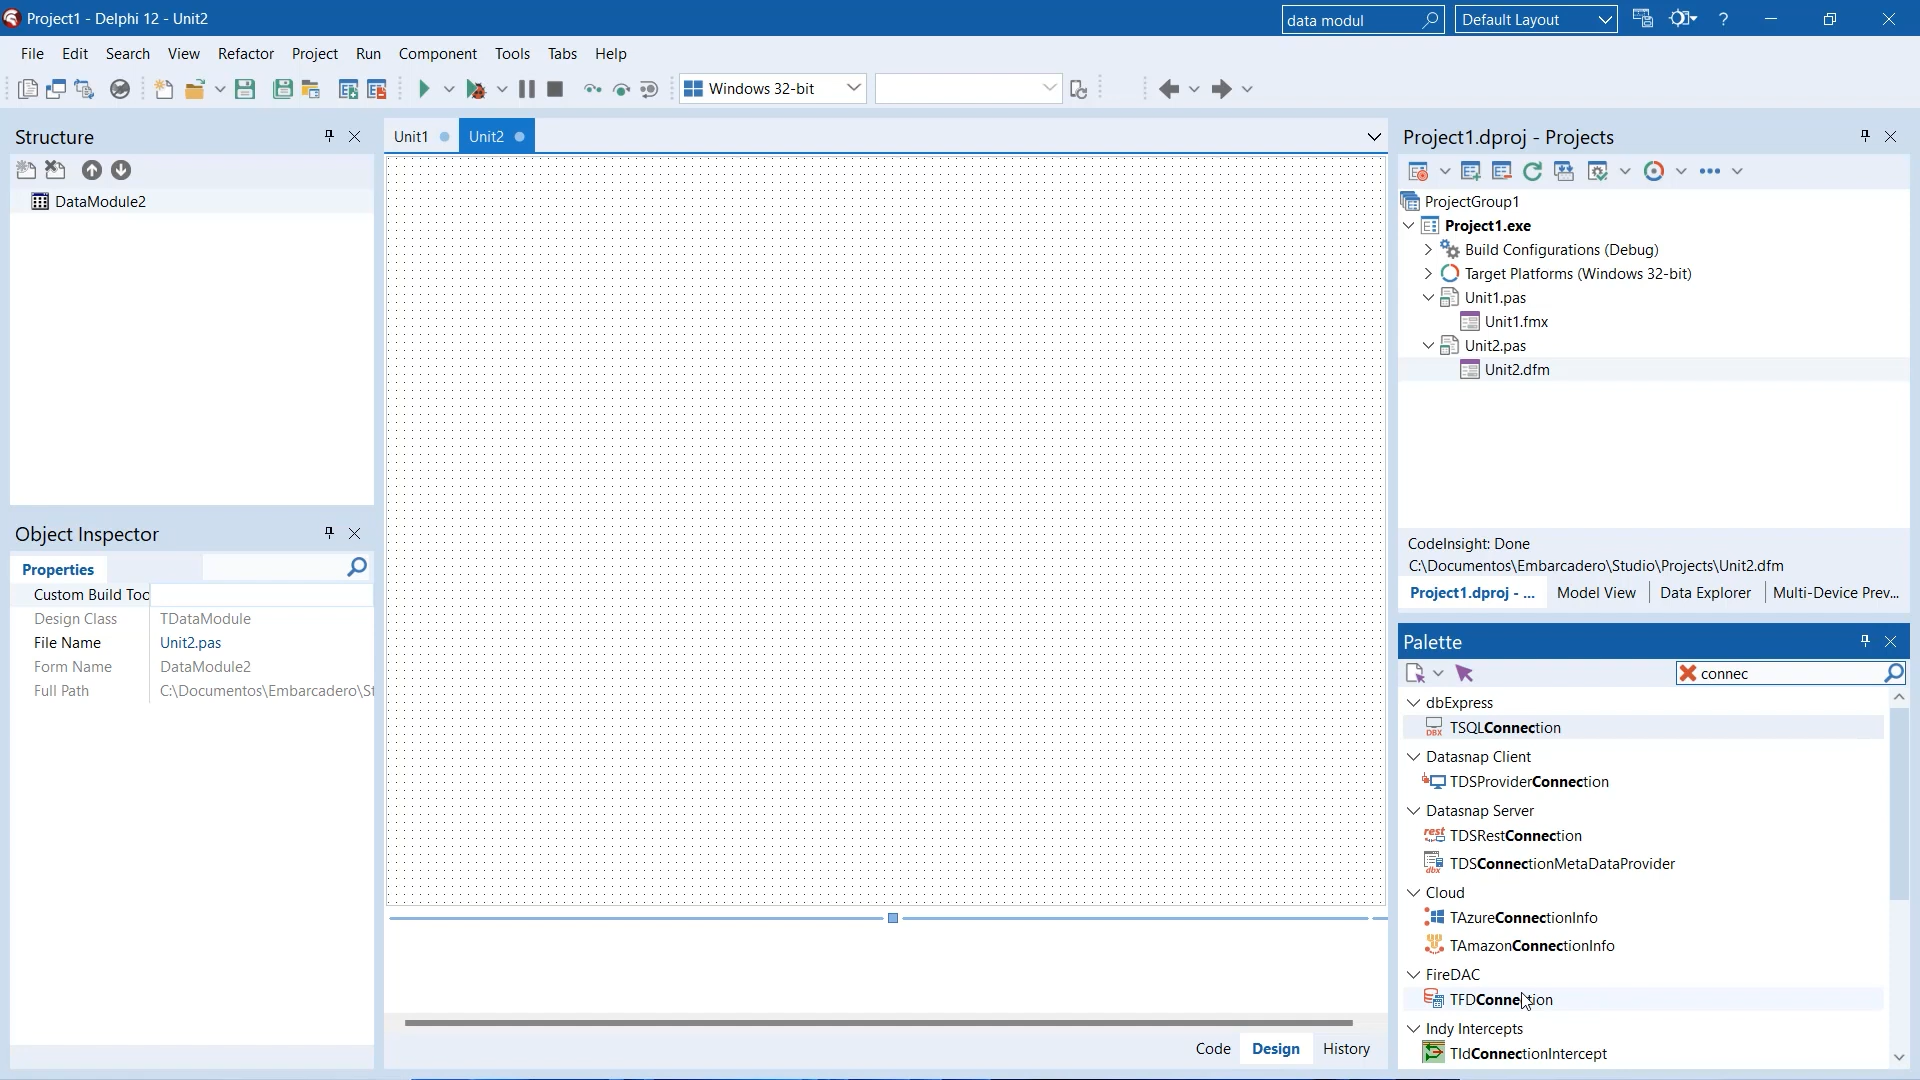 Project1 - Delphi 12 - Unit2
data modul
Default Layout
?
File Edit Search View Refactor Project Run Component Tools Tabs Help
Windows 32-bit
Structure
DataModule2
Object Inspector
Properties
Custom Build Toc
Design Class TDataModule
File Name Unit2.pas
Form Name DataModule2
Full Path C:\Documentos\Embarcadero\St
Unit1
Unit2
Code Design History
Project1.dproj - Projects
ProjectGroup1
Project1.exe
Build Configurations (Debug)
Target Platforms (Windows 32-bit)
Unit1.pas
Unit1.fmx
Unit2.pas
Unit2.dfm
CodeInsight: Done
C:\Documentos\Embarcadero\Studio\Projects\Unit2.dfm
Project1.dproj - ... Model View Data Explorer Multi-Device Prev...
Palette
connec
dbExpress
DBX TSQLConnection
Datasnap Client
TDSProviderConnection
Datasnap Server
rest TDSRestConnection
dbx TDSConnectionMetaDataProvider
Cloud
TAzureConnectionInfo
TAmazonConnectionInfo
FireDAC
TFDConnection
Indy Intercepts
TIdConnectionIntercept